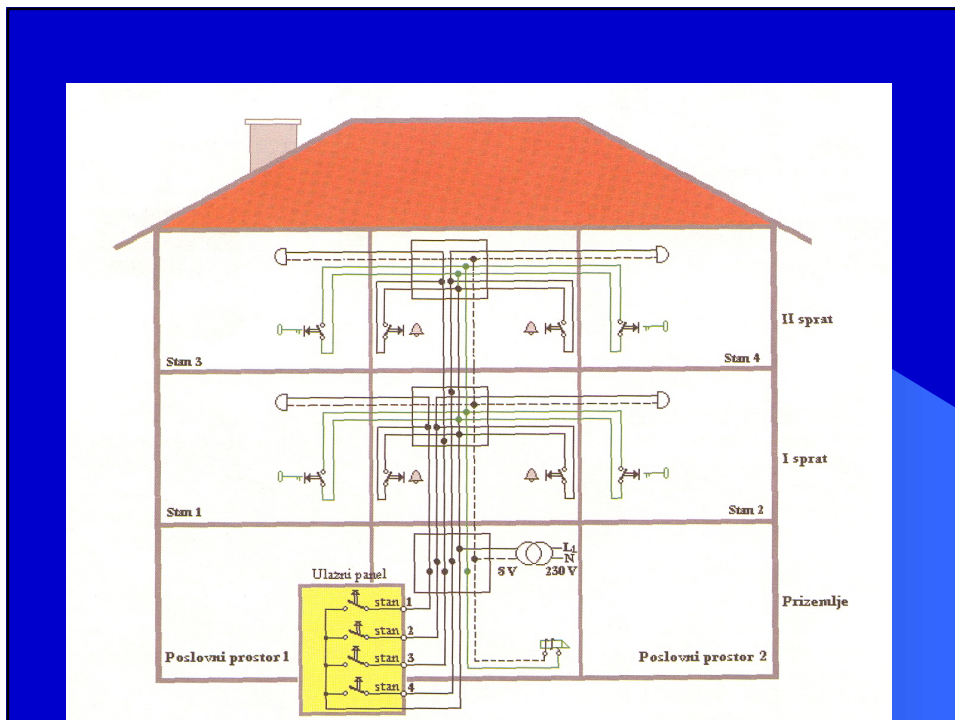 II sprat
Stan 3
Stan 4
I sprat
Stan 1
Stan 2
L1
N
8 V
230 V
Ulazni panel
stan 1
stan 2
stan 3
stan 4
Prizemlje
Poslovni prostor 1
Poslovni prostor 2